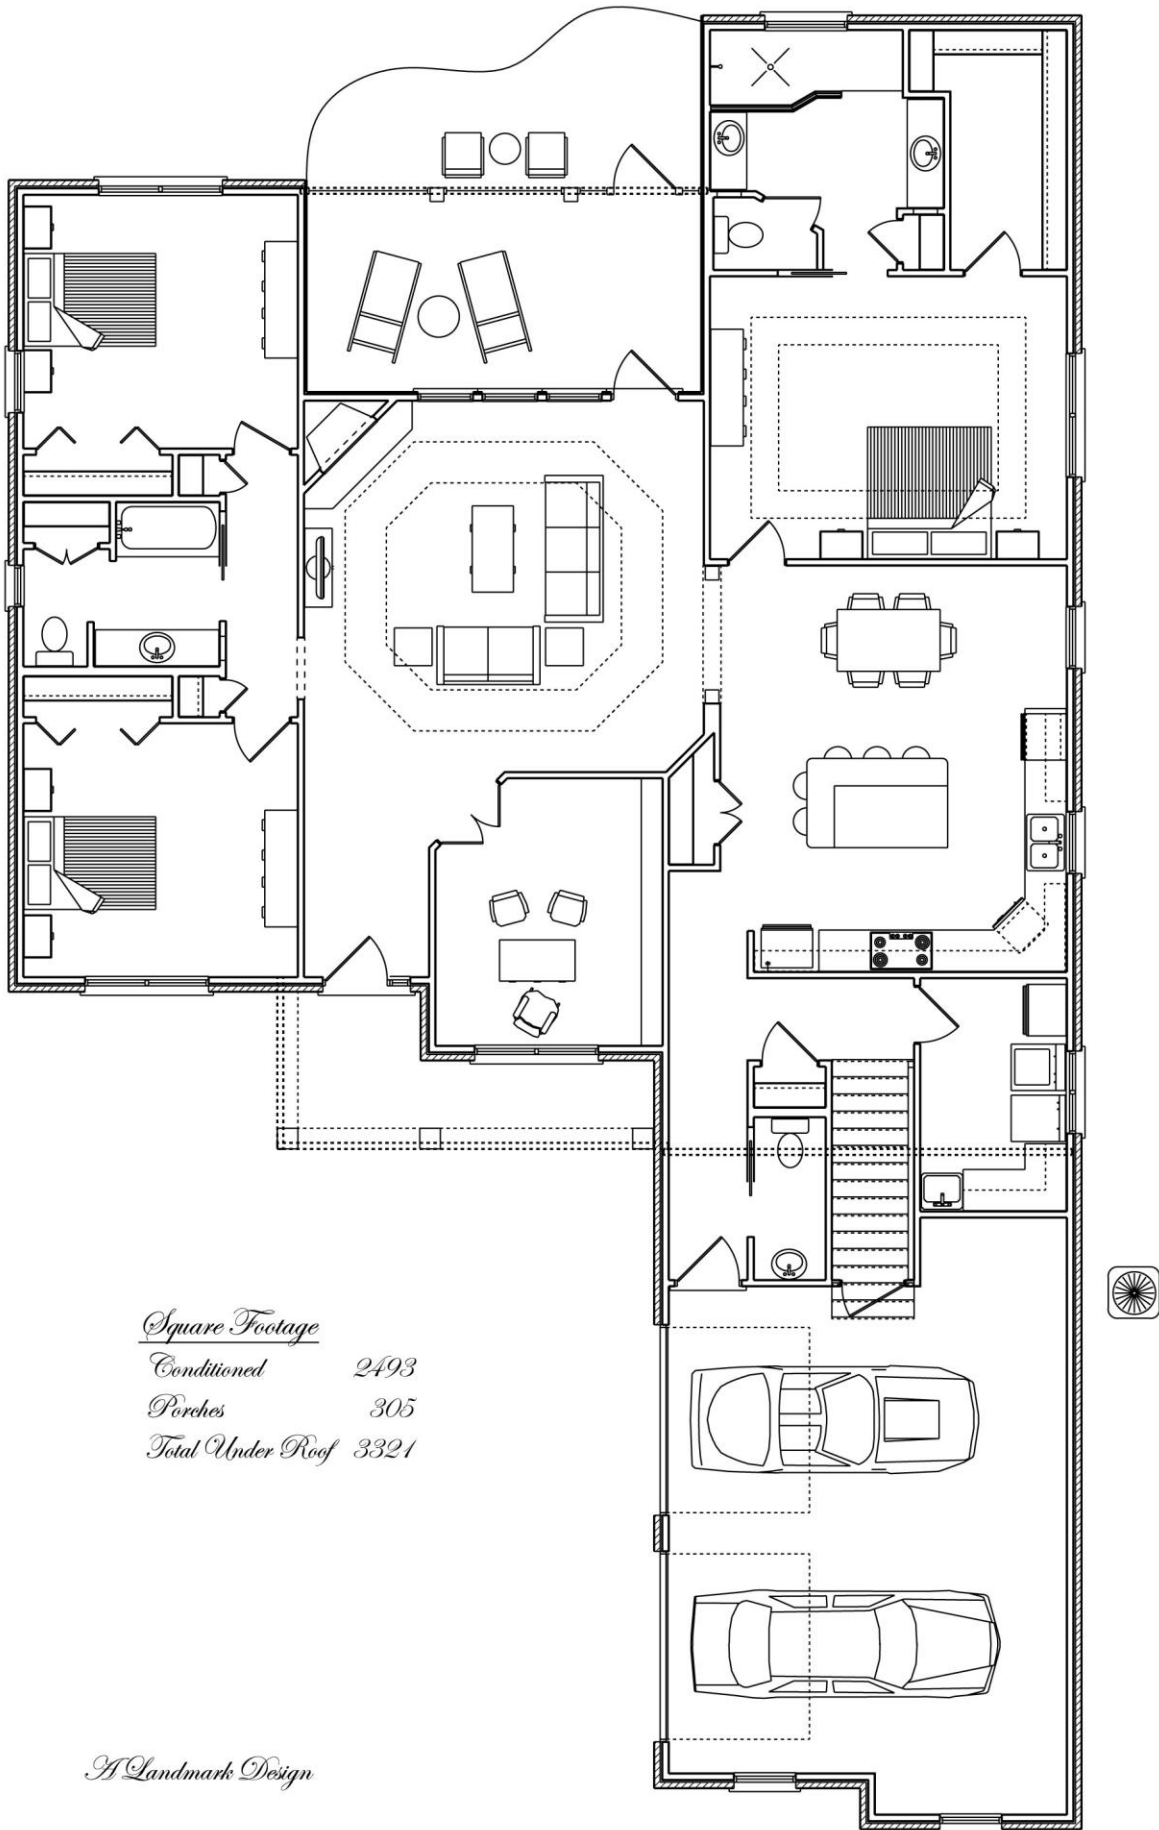 Square Footage
Conditioned 2493
Porches 305
Total Under Roof 3321
A Landmark Design